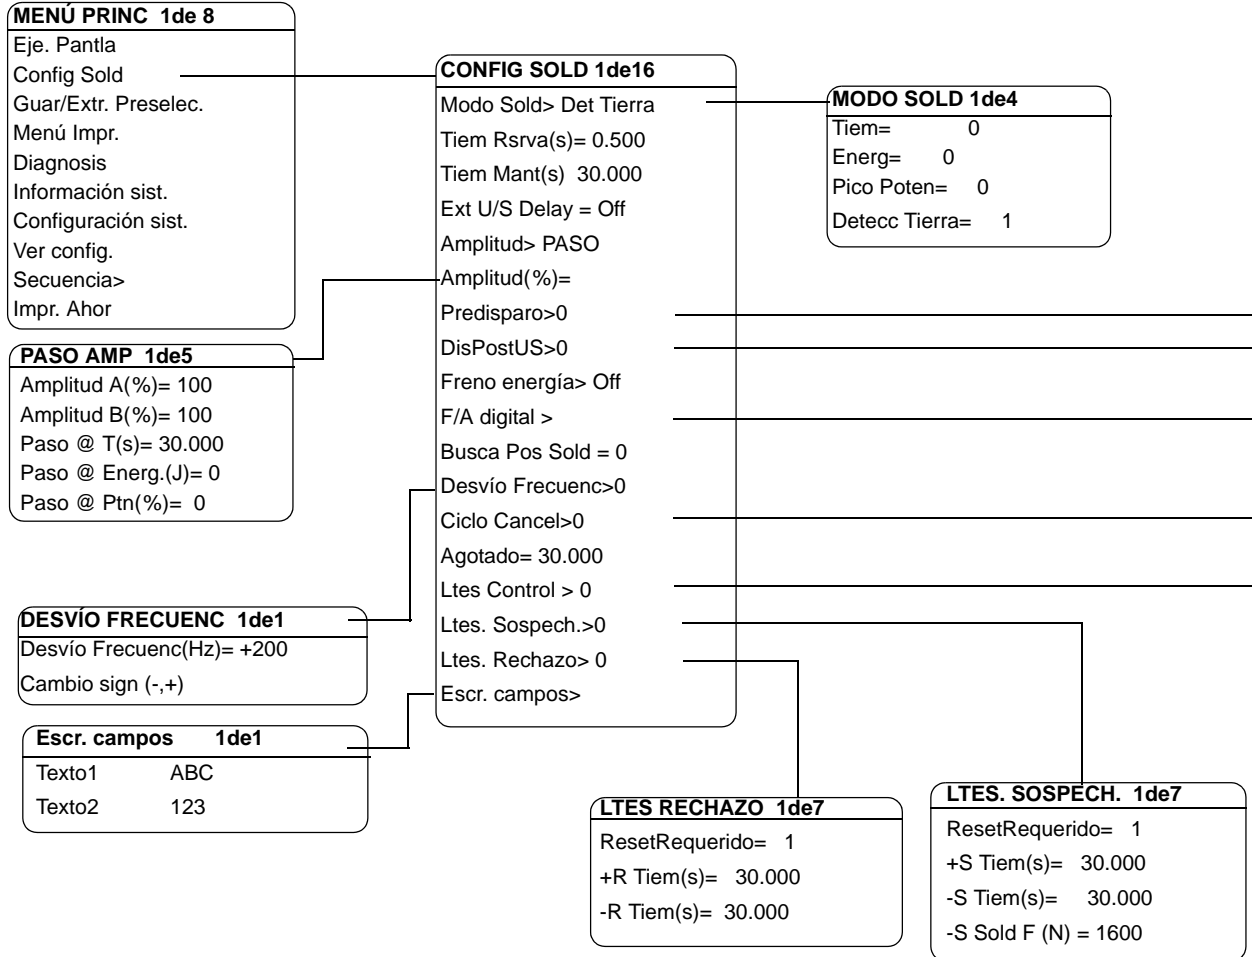 MENÚ PRINC 1de 8
Eje. Pantla
Config Sold
Guar/Extr. Preselec.
Menú Impr.
Diagnosis
Información sist.
Configuración sist.
Ver config.
Secuencia>
Impr. Ahor
CONFIG SOLD 1de16
Modo Sold> Det Tierra
Tiem Rsrva(s)= 0.500
Tiem Mant(s) 30.000
Ext U/S Delay = Off
Amplitud> PASO
Amplitud(%)=
Predisparo>0
DisPostUS>0
Freno energía> Off
F/A digital >
Busca Pos Sold = 0
Desvío Frecuenc>0
Ciclo Cancel>0
Agotado= 30.000
Ltes Control > 0
Ltes. Sospech.>0
Ltes. Rechazo> 0
Escr. campos>
MODO SOLD 1de4
Tiem= 0
Energ= 0
Pico Poten= 0
Detecc Tierra= 1
PASO AMP 1de5
Amplitud A(%)= 100
Amplitud B(%)= 100
Paso @ T(s)= 30.000
Paso @ Energ.(J)= 0
Paso @ Ptn(%)= 0
DESVÍO FRECUENC 1de1
Desvío Frecuenc(Hz)= +200
Cambio sign (-,+)
Escr. campos 1de1
Texto1 ABC
Texto2 123
LTES RECHAZO 1de7
ResetRequerido= 1
+R Tiem(s)= 30.000
-R Tiem(s)= 30.000
LTES. SOSPECH. 1de7
ResetRequerido= 1
+S Tiem(s)= 30.000
-S Tiem(s)= 30.000
-S Sold F (N) = 1600